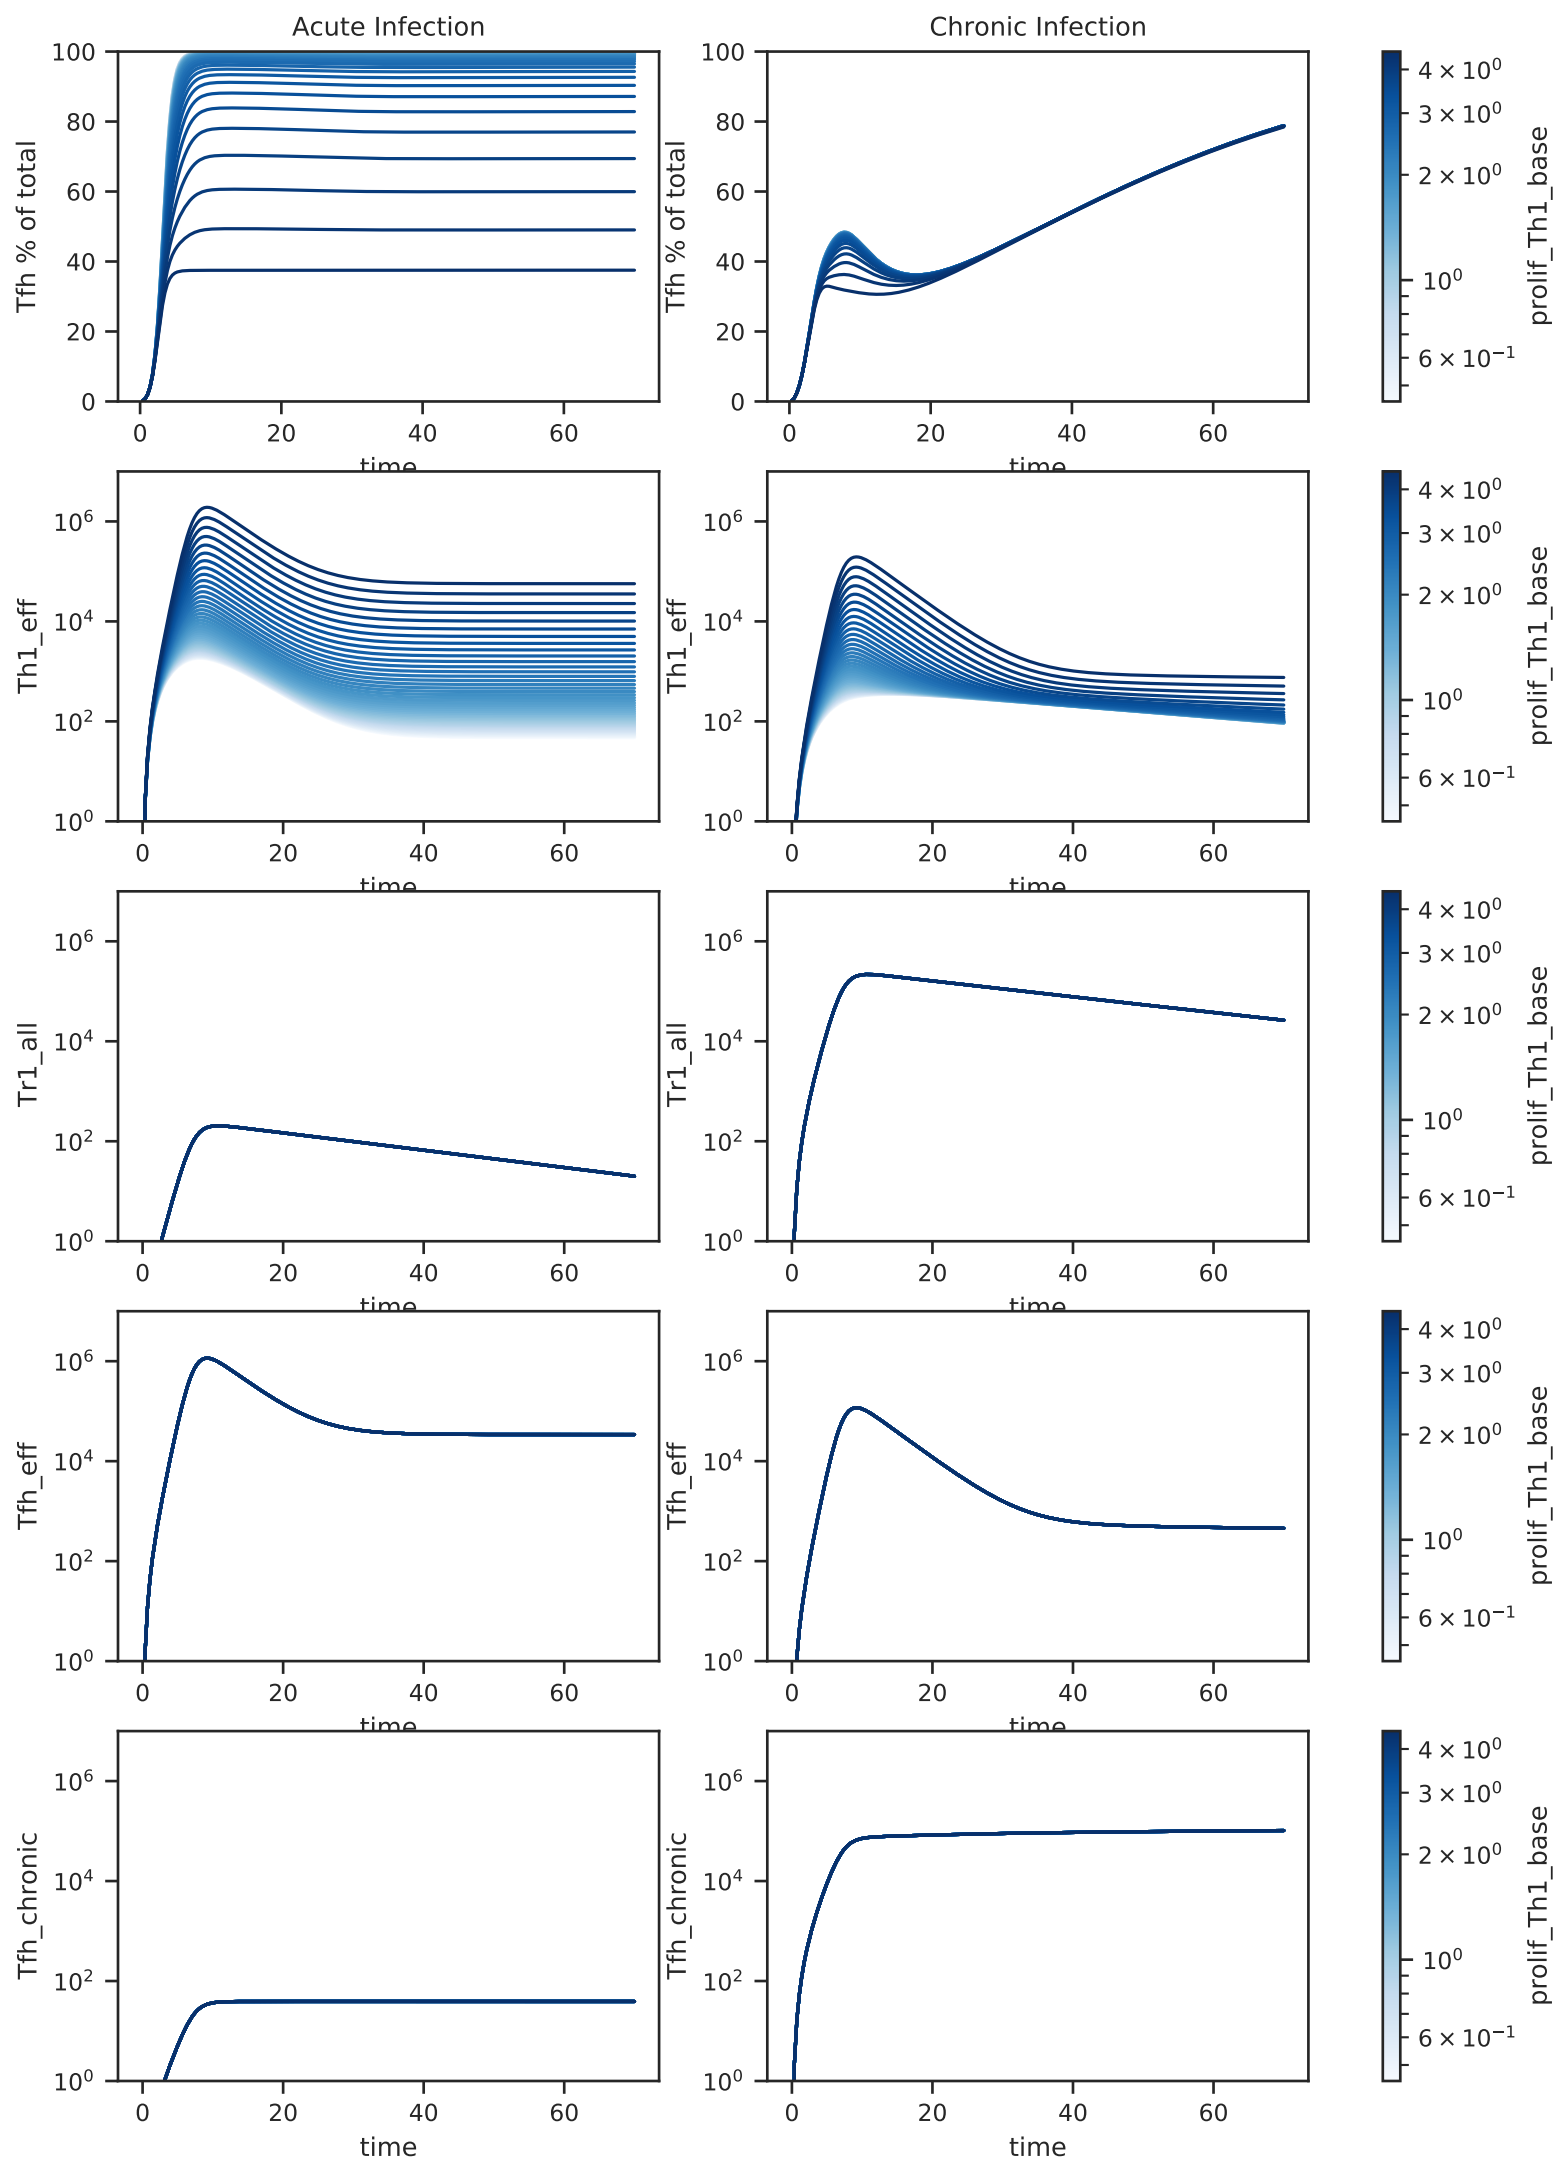 Acute Infection
Chronic Infection
Tfh % of total
100
80
60
40
20
0
0 20 40 60
time
Tfh % of total
100
80
60
40
20
0
0 20 40 60
time
4 × 10⁰
3 × 10⁰
2 × 10⁰
10⁰
6 × 10⁻¹
prolif_Th1_base
Th1_eff
10⁶
10⁴
10²
10⁰
0 20 40 60
time
Th1_eff
10⁶
10⁴
10²
10⁰
0 20 40 60
time
4 × 10⁰
3 × 10⁰
2 × 10⁰
10⁰
6 × 10⁻¹
prolif_Th1_base
Tr1_all
10⁶
10⁴
10²
10⁰
0 20 40 60
time
Tr1_all
10⁶
10⁴
10²
10⁰
0 20 40 60
time
4 × 10⁰
3 × 10⁰
2 × 10⁰
10⁰
6 × 10⁻¹
prolif_Th1_base
Tfh_eff
10⁶
10⁴
10²
10⁰
0 20 40 60
time
Tfh_eff
10⁶
10⁴
10²
10⁰
0 20 40 60
time
4 × 10⁰
3 × 10⁰
2 × 10⁰
10⁰
6 × 10⁻¹
prolif_Th1_base
Tfh_chronic
10⁶
10⁴
10²
10⁰
0 20 40 60
time
Tfh_chronic
10⁶
10⁴
10²
10⁰
0 20 40 60
time
4 × 10⁰
3 × 10⁰
2 × 10⁰
10⁰
6 × 10⁻¹
prolif_Th1_base